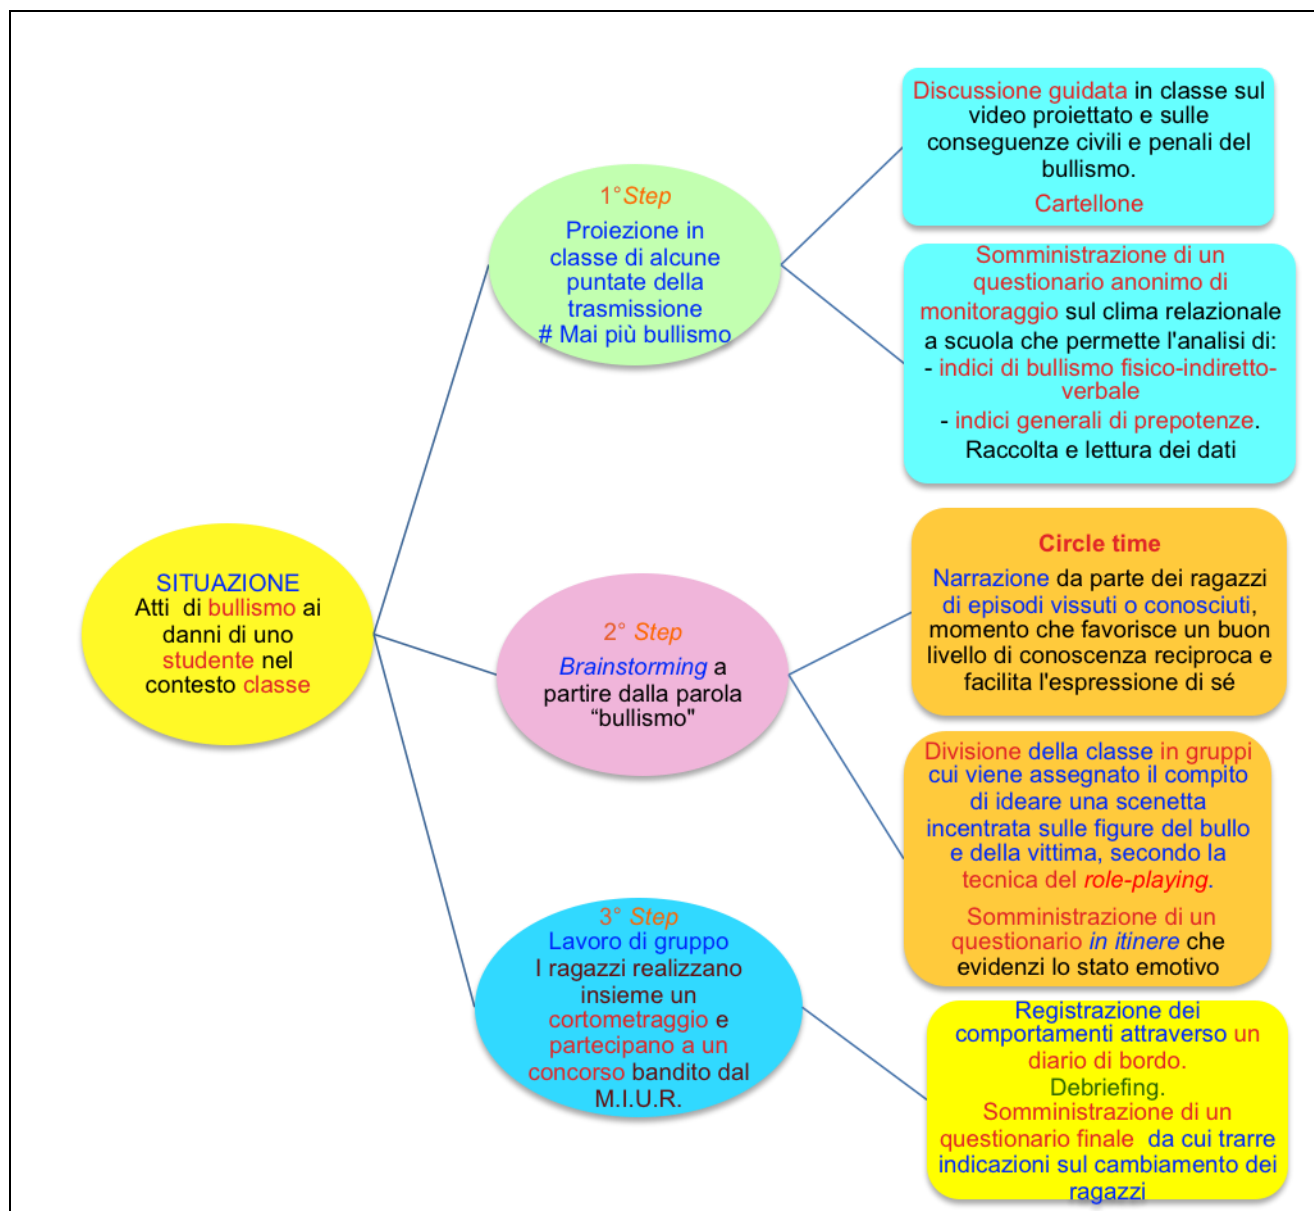 SITUAZIONE
Atti di bullismo ai
danni di uno
studente nel
contesto classe
1° Step
Proiezione in
classe di alcune
puntate della
trasmissione
# Mai più bullismo
Discussione guidata in classe sul
video proiettato e sulle
conseguenze civili e penali del
bullismo.
Cartellone
Somministrazione di un
questionario anonimo di
monitoraggio sul clima relazionale
a scuola che permette l'analisi di:
- indici di bullismo fisico-indiretto-
verbale
- indici generali di prepotenze.
Raccolta e lettura dei dati
2° Step
Brainstorming a
partire dalla parola
“bullismo"
Circle time
Narrazione da parte dei ragazzi
di episodi vissuti o conosciuti,
momento che favorisce un buon
livello di conoscenza reciproca e
facilita l'espressione di sé
Divisione della classe in gruppi
cui viene assegnato il compito
di ideare una scenetta
incentrata sulle figure del bullo
e della vittima, secondo la
tecnica del role-playing.
Somministrazione di un
questionario in itinere che
evidenzi lo stato emotivo
3° Step
Lavoro di gruppo
I ragazzi realizzano
insieme un
cortometraggio e
partecipano a un
concorso bandito dal
M.I.U.R.
Registrazione dei
comportamenti attraverso un
diario di bordo.
Debriefing.
Somministrazione di un
questionario finale da cui trarre
indicazioni sul cambiamento dei
ragazzi